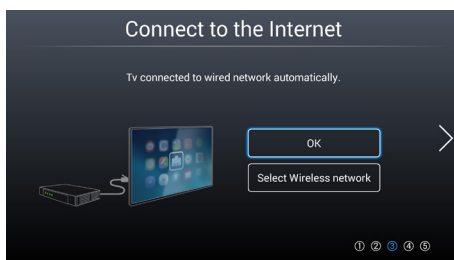 Connect to the Internet
Tv connected to wired network automatically.
OK
Select Wireless network
① ② ③ ④ ⑤